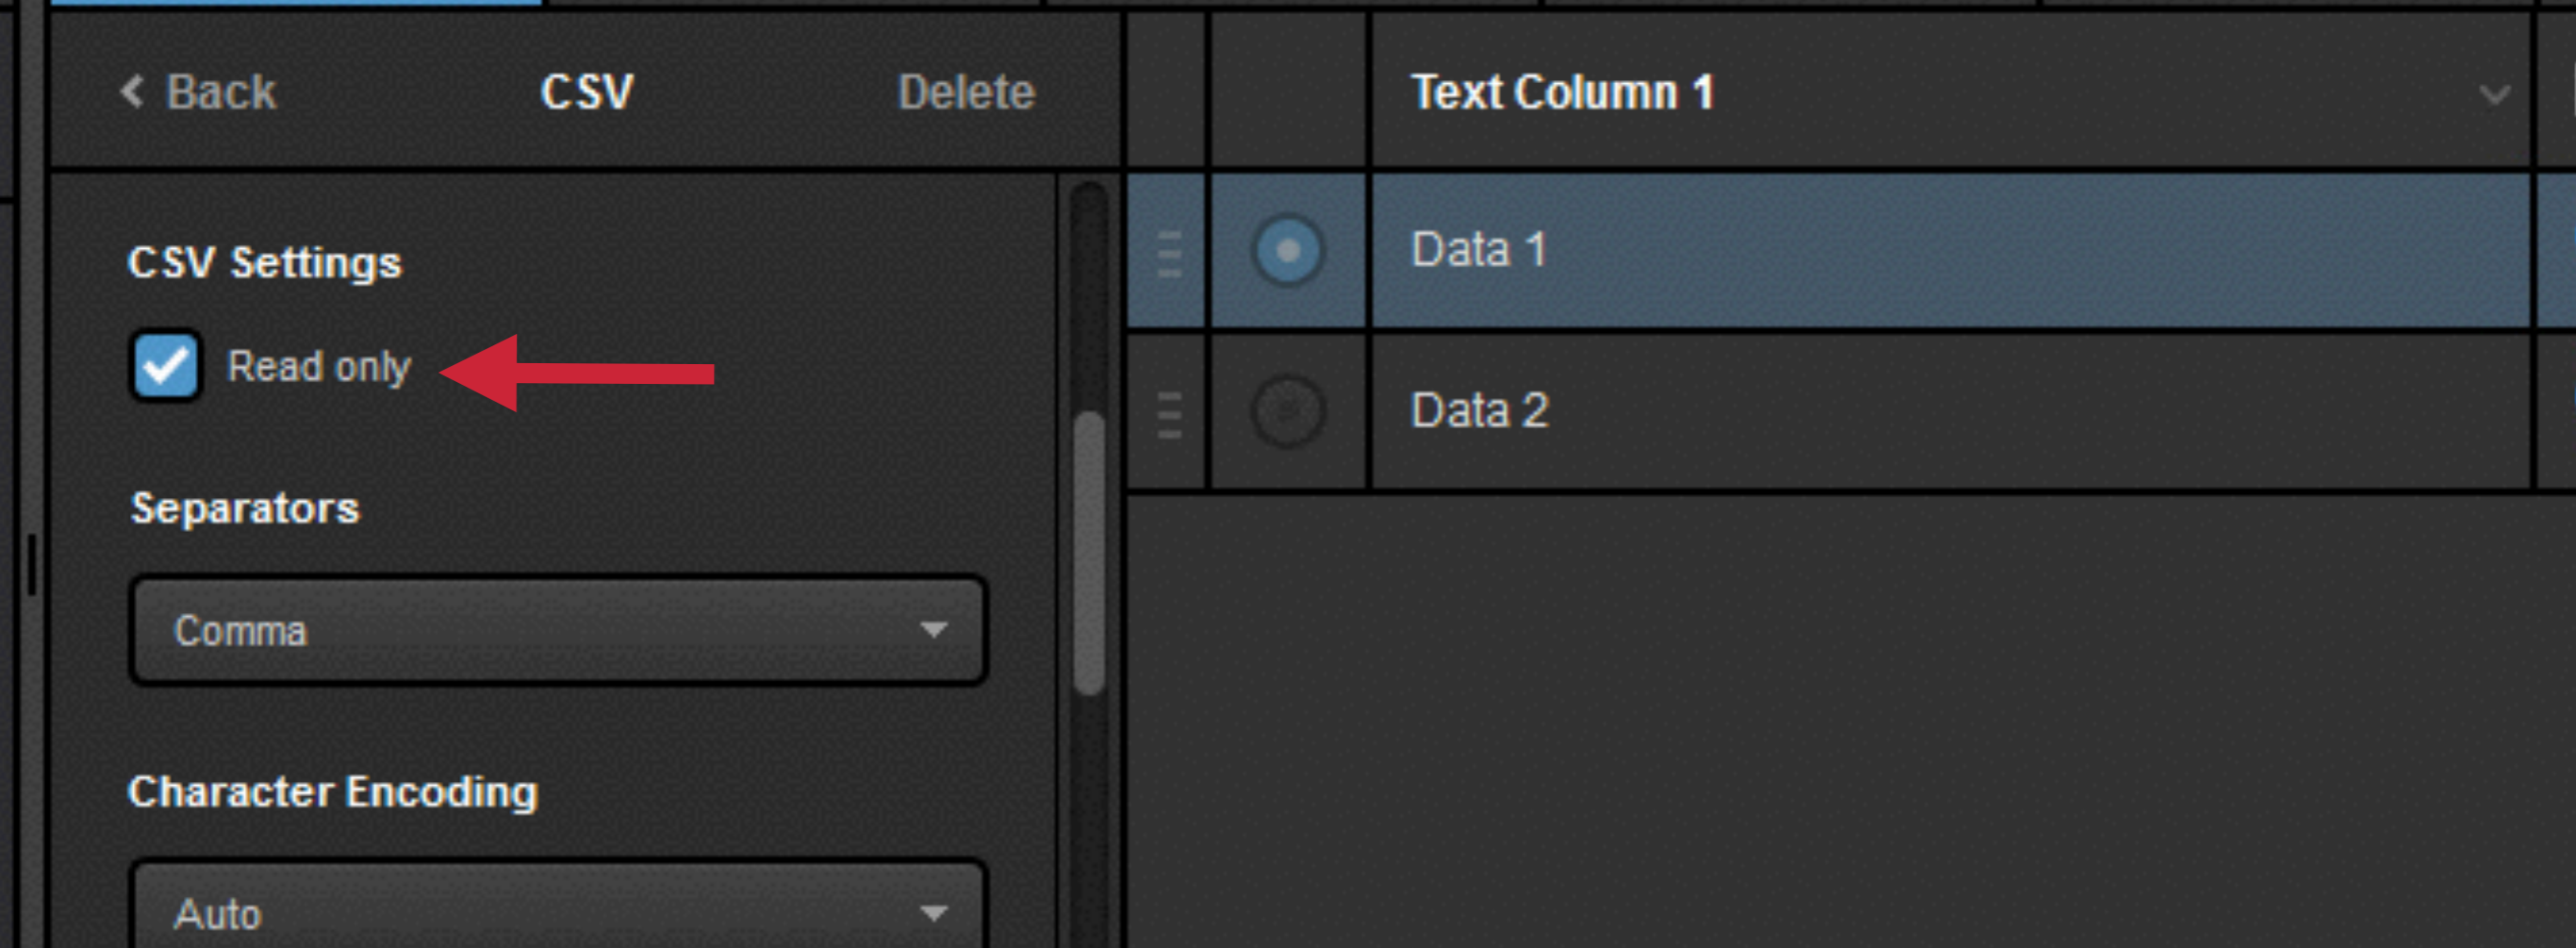 Back CSV Delete
CSV Settings
Read only
Separators
Comma
Character Encoding
Auto
Text Column 1
Data 1
Data 2